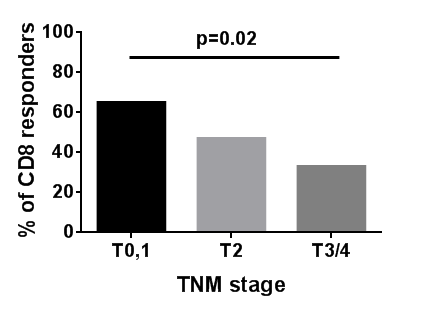 p=0.02
% of CD8 responders
100
80
60
40
20
0
T0,1 T2 T3/4
TNM stage